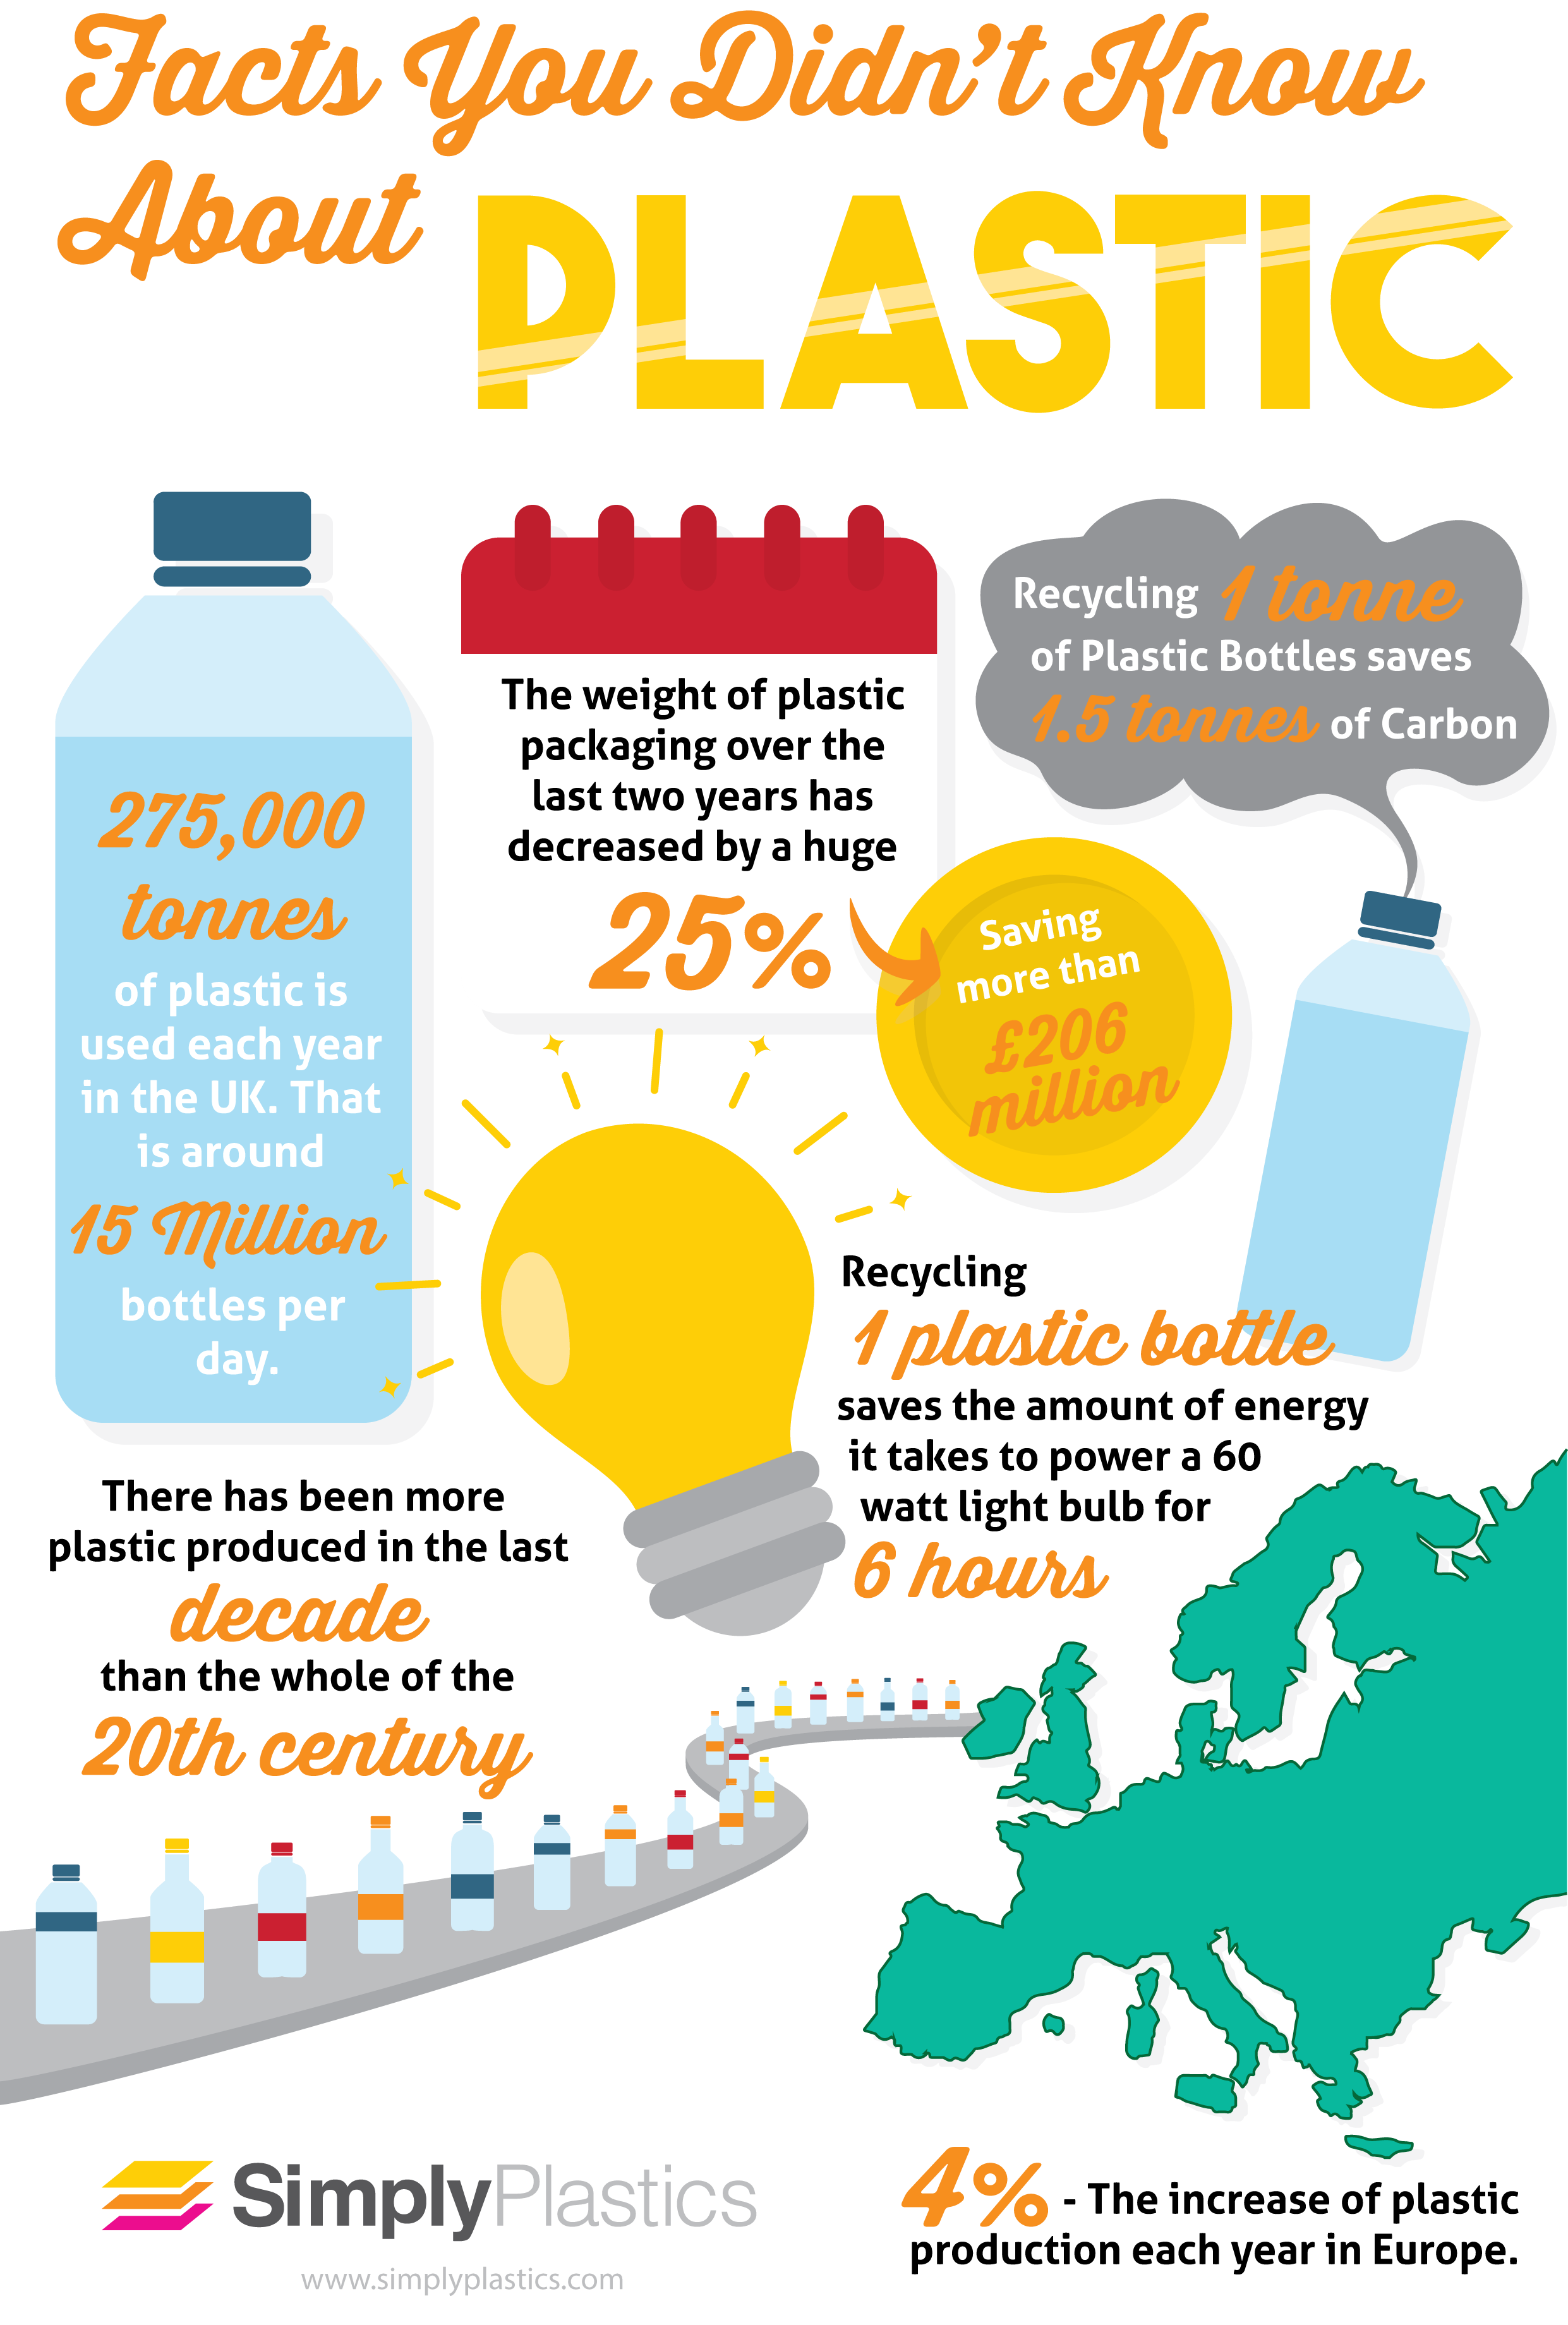 Facts You Didn't Know
About PLASTIC
275,000
tonnes
of plastic is
used each year
in the UK. That
is around
15 Million
bottles per
day.
The weight of plastic
packaging over the
last two years has
decreased by a huge
25%
Saving
more than
£206
million
Recycling 1 tonne
of Plastic Bottles saves
1.5 tonnes of Carbon
Recycling
1 plastic bottle
saves the amount of energy
it takes to power a 60
watt light bulb for
6 hours
There has been more
plastic produced in the last
decade
than the whole of the
20th century
4% - The increase of plastic
production each year in Europe.
SimplyPlastics
www.simplyplastics.com